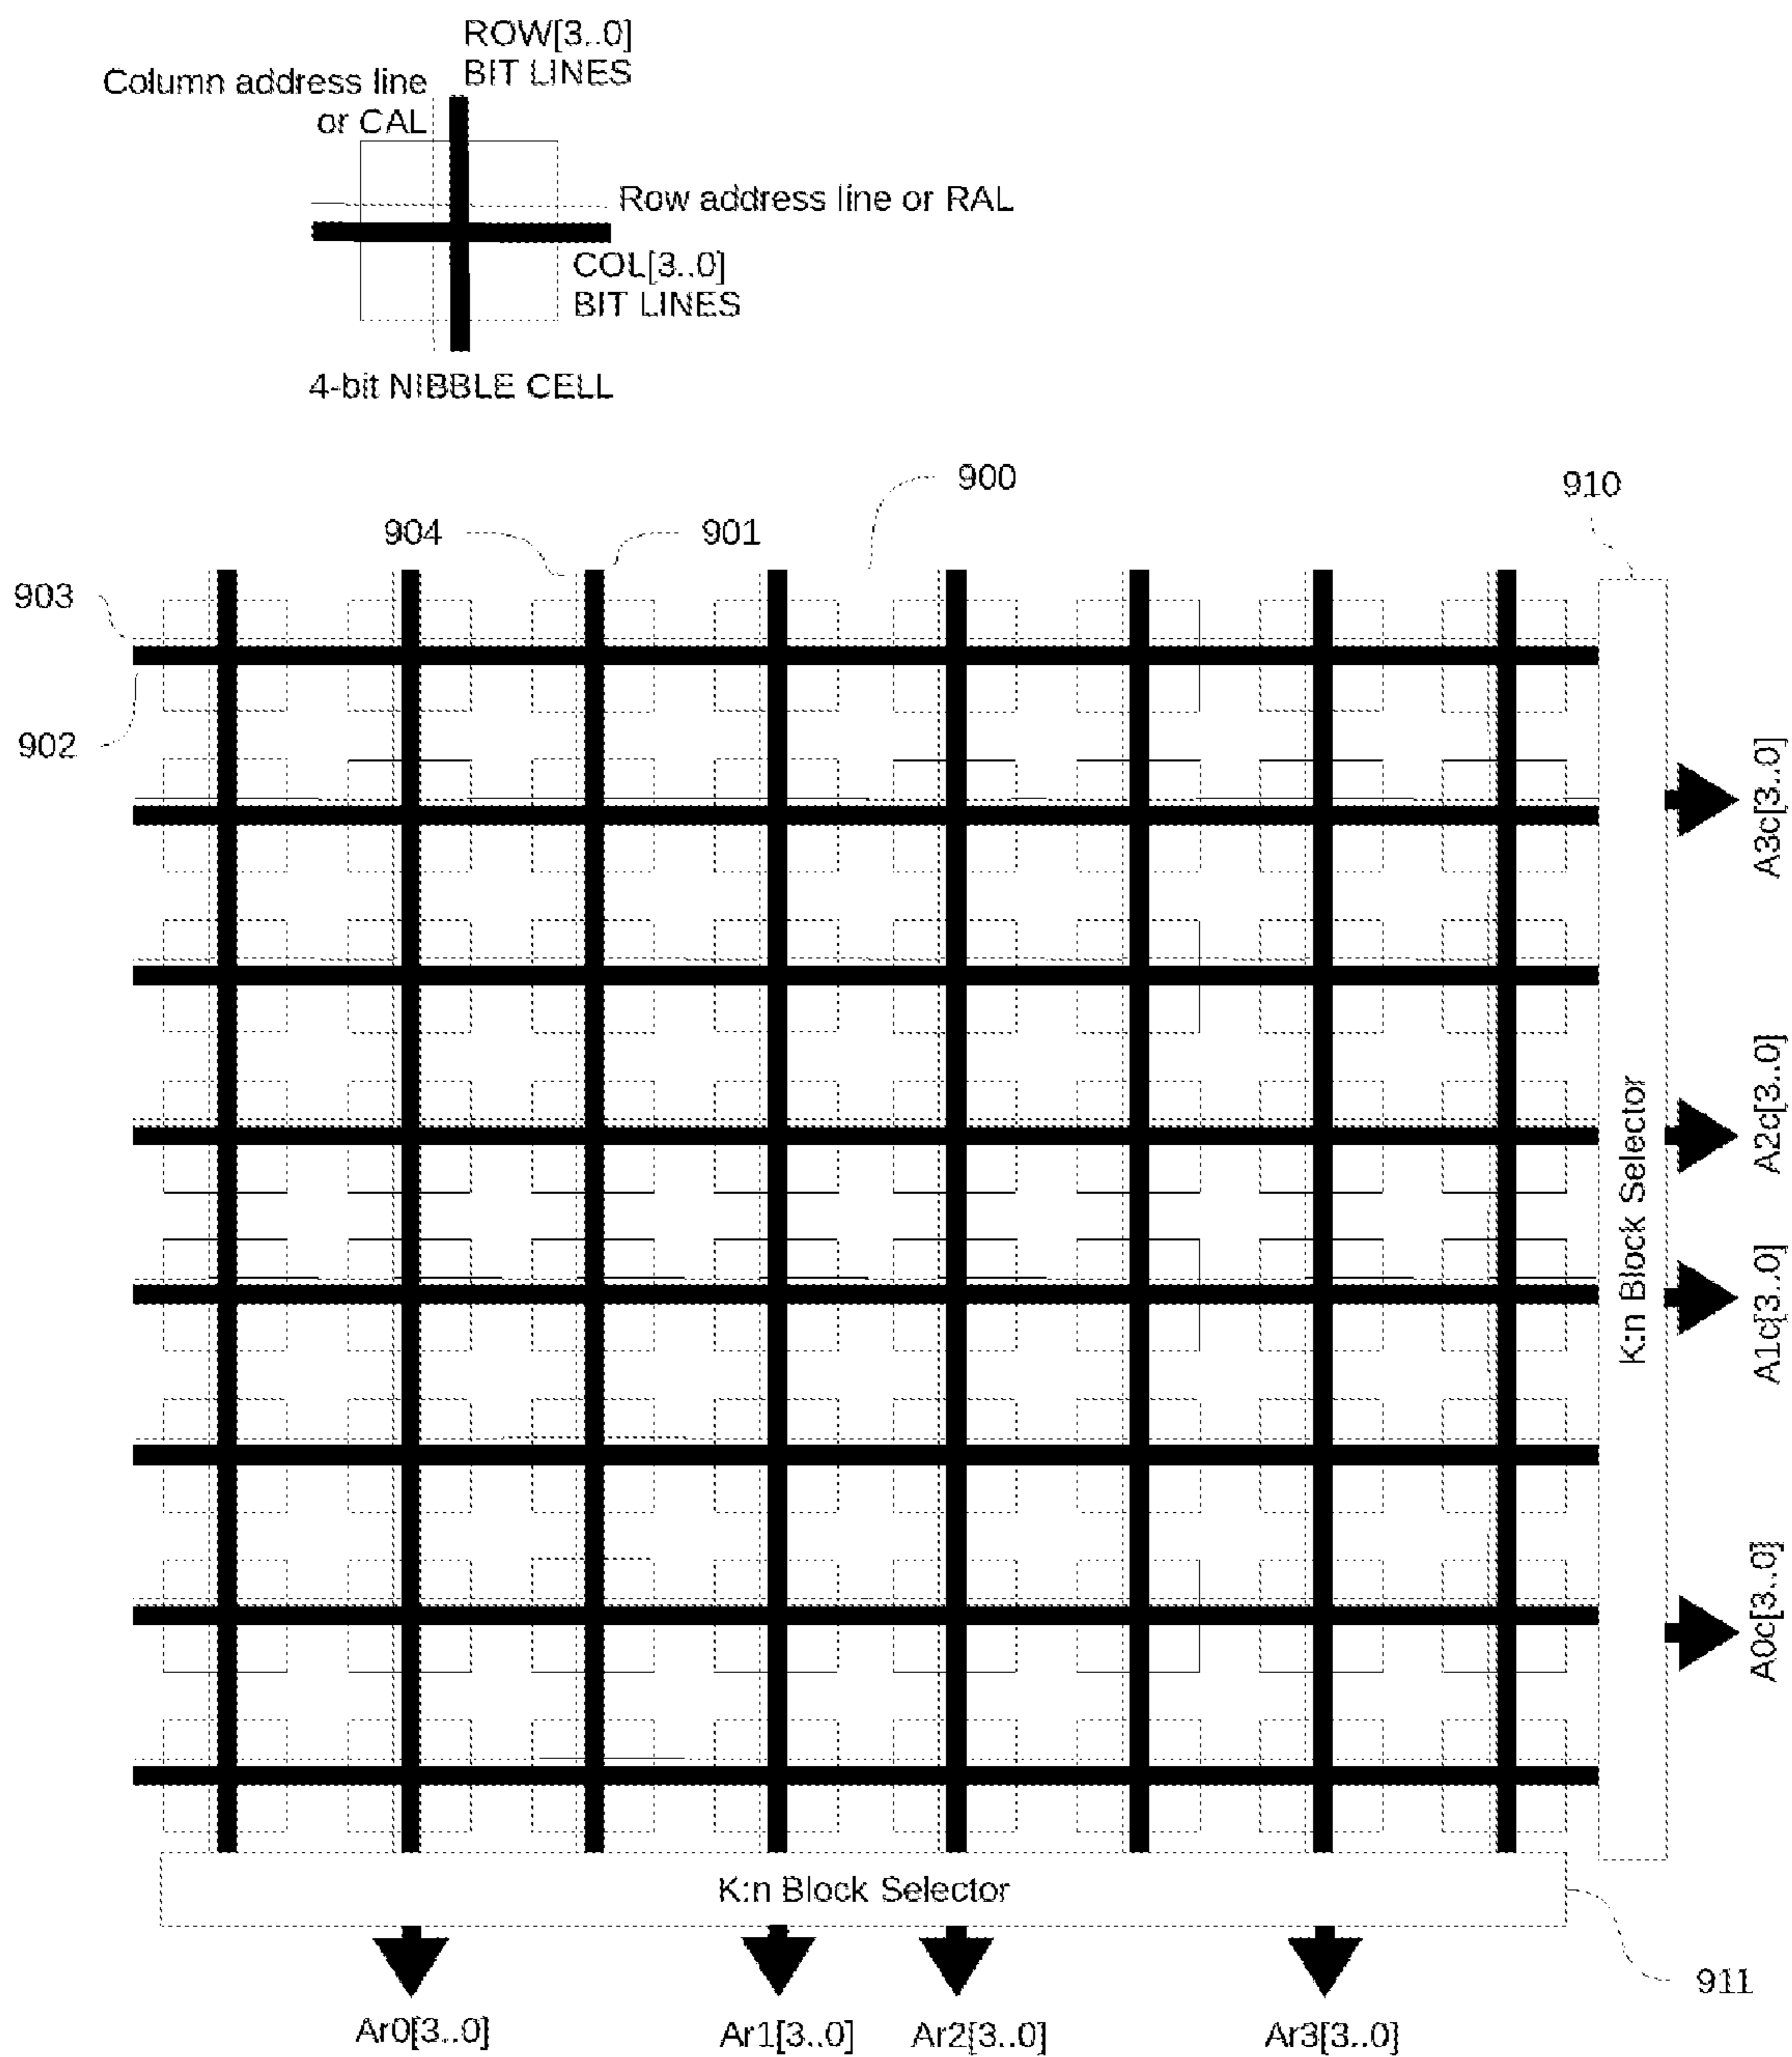 ROW[3..0]
BIT LINES
Column address line
or CAL
Row address line or RAL
COL[3..0]
BIT LINES
4-bit NIBBLE CELL
900
910
904
901
903
902
A3c[3..0]
A2c[3..0]
K:n Block Selector
A1c[3..0]
A0c[3..0]
K:n Block Selector
911
Ar0[3..0]
Ar1[3..0]
Ar2[3..0]
Ar3[3..0]